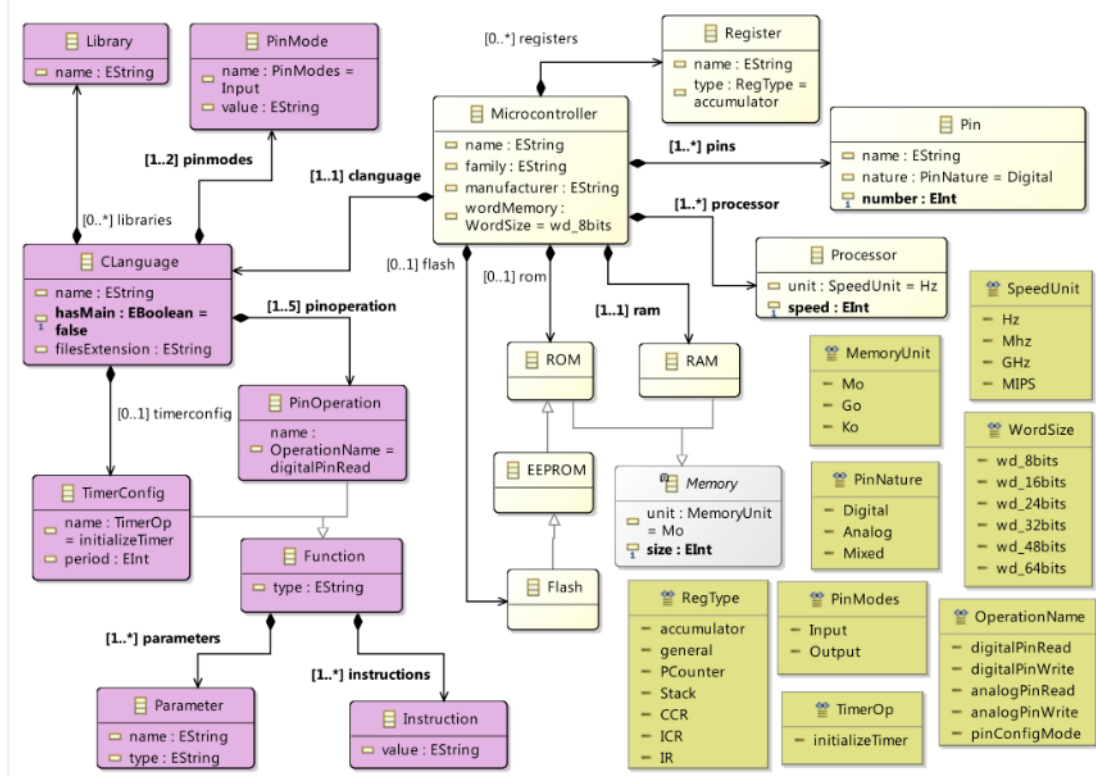 Library
name : EString
PinMode
name : PinModes =
Input
value : EString
[0..*] registers
Register
name : EString
type : RegType =
accumulator
Microcontroller
name : EString
family : EString
manufacturer : EString
wordMemory :
WordSize = wd_8bits
Pin
name : EString
nature : PinNature = Digital
number : EInt
[1..2] pinmodes
[1..1] clanguage
[1..*] pins
[1..*] processor
[0..*] libraries
CLanguage
name : EString
hasMain : EBoolean =
false
filesExtension : EString
[0..1] flash
[0..1] rom
[1..1] ram
Processor
unit : SpeedUnit = Hz
speed : EInt
SpeedUnit
Hz
Mhz
GHz
MIPS
[1..5] pinoperation
ROM
RAM
MemoryUnit
Mo
Go
Ko
[0..1] timerconfig
PinOperation
name :
OperationName =
digitalPinRead
WordSize
wd_8bits
wd_16bits
wd_24bits
wd_32bits
wd_48bits
wd_64bits
EEPROM
Memory
unit : MemoryUnit
= Mo
size : EInt
PinNature
Digital
Analog
Mixed
TimerConfig
name : TimerOp
= initializeTimer
period : EInt
Function
type : EString
Flash
RegType
accumulator
general
PCounter
Stack
CCR
ICR
IR
PinModes
Input
Output
OperationName
digitalPinRead
digitalPinWrite
analogPinRead
analogPinWrite
pinConfigMode
[1..*] parameters
[1..*] instructions
Parameter
name : EString
type : EString
Instruction
value : EString
TimerOp
initializeTimer